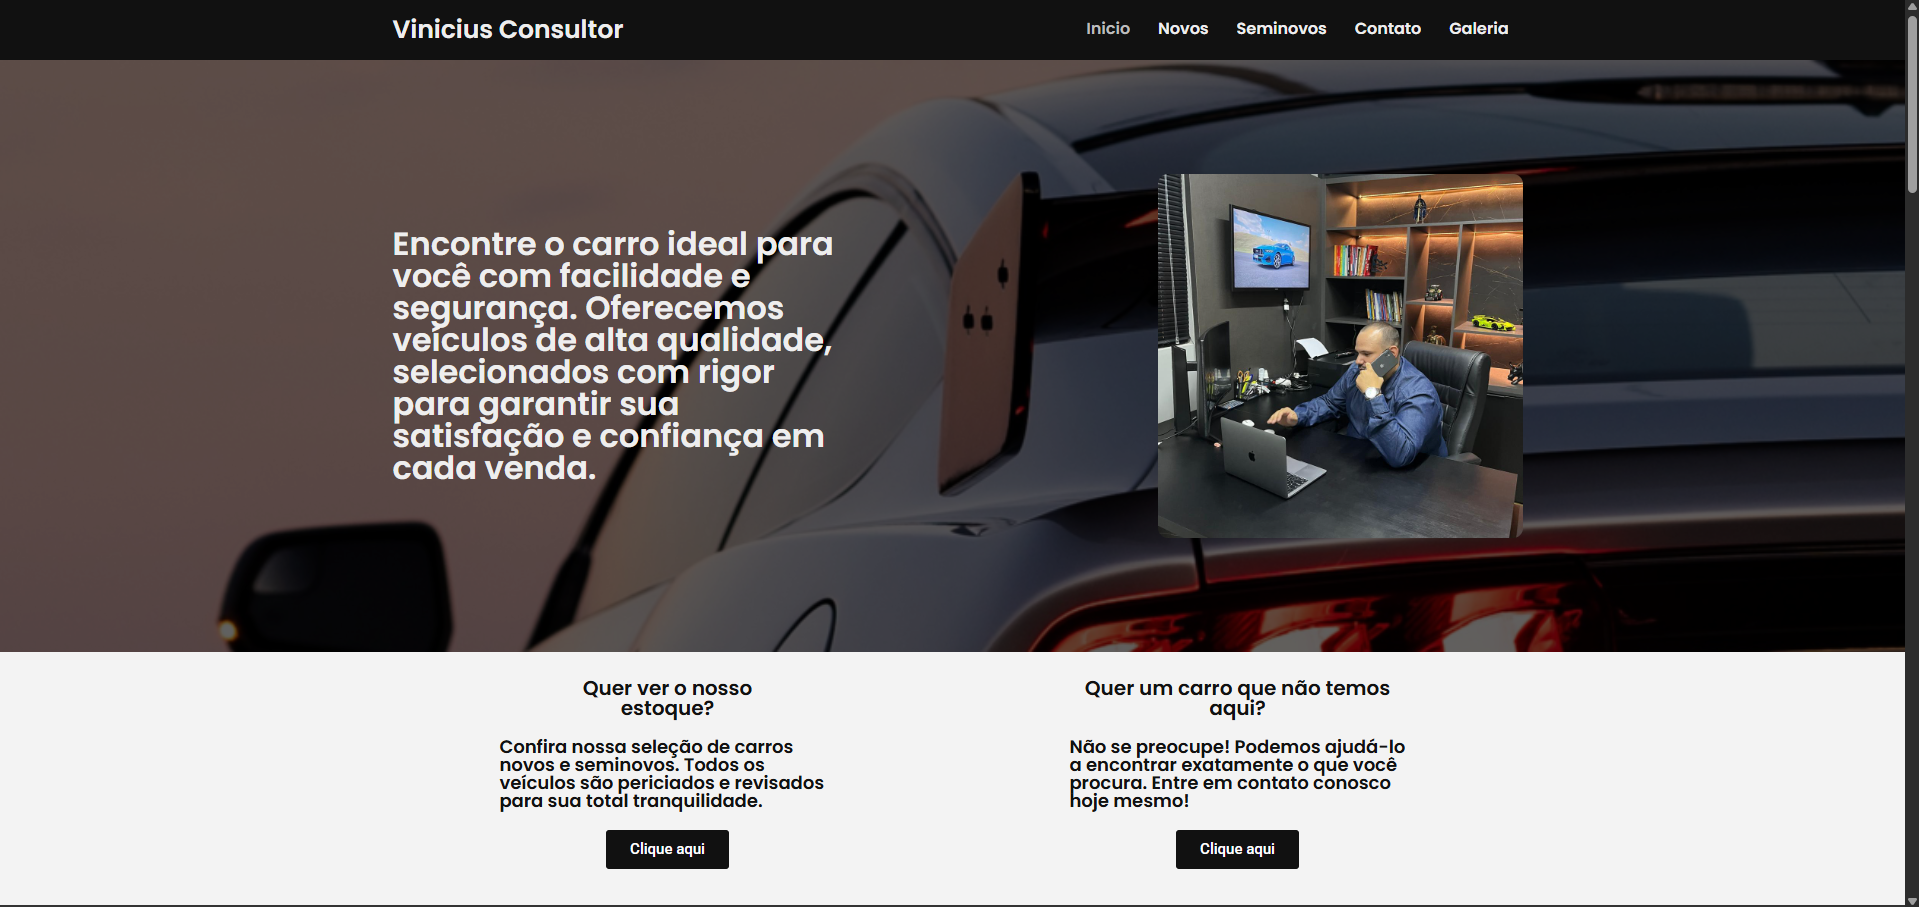 Vinicius Consultor
Inicio Novos Seminovos Contato Galeria
Encontre o carro ideal para
você com facilidade e
segurança. Oferecemos
veículos de alta qualidade,
selecionados com rigor
para garantir sua
satisfação e confiança em
cada venda.
Quer ver o nosso
estoque?
Confira nossa seleção de carros
novos e seminovos. Todos os
veículos são periciados e revisados
para sua total tranquilidade.
Clique aqui
Quer um carro que não temos
aqui?
Não se preocupe! Podemos ajudá-lo
a encontrar exatamente o que você
procura. Entre em contato conosco
hoje mesmo!
Clique aqui